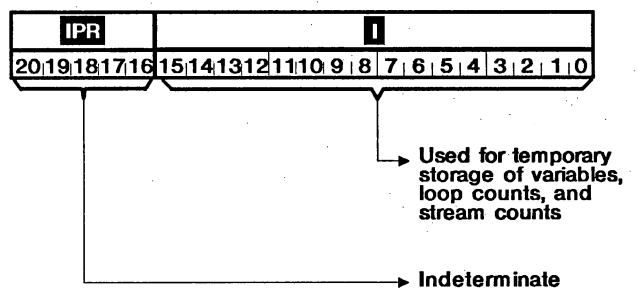 IPR I
20 19 18 17 16 15 14 13 12 11 10 9 8 7 6 5 4 3 2 1 0
Used for temporary
storage of variables,
loop counts, and
stream counts
Indeterminate